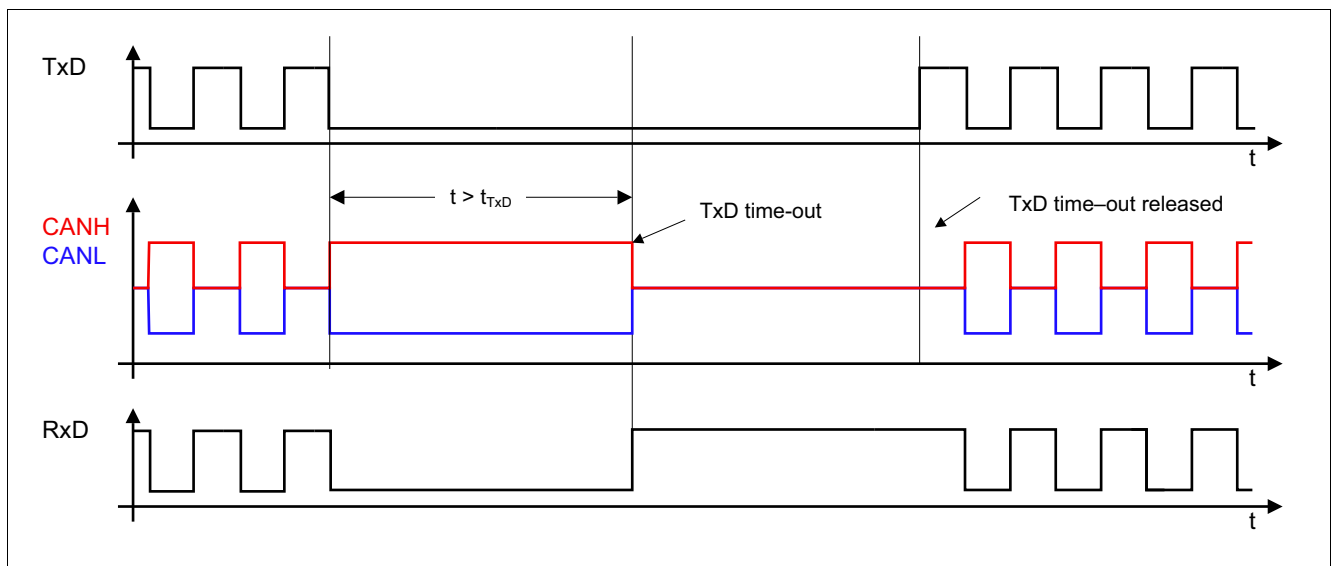 TxD
t
t > tTxD
TxD time-out
TxD time–out released
CANH
CANL
t
RxD
t